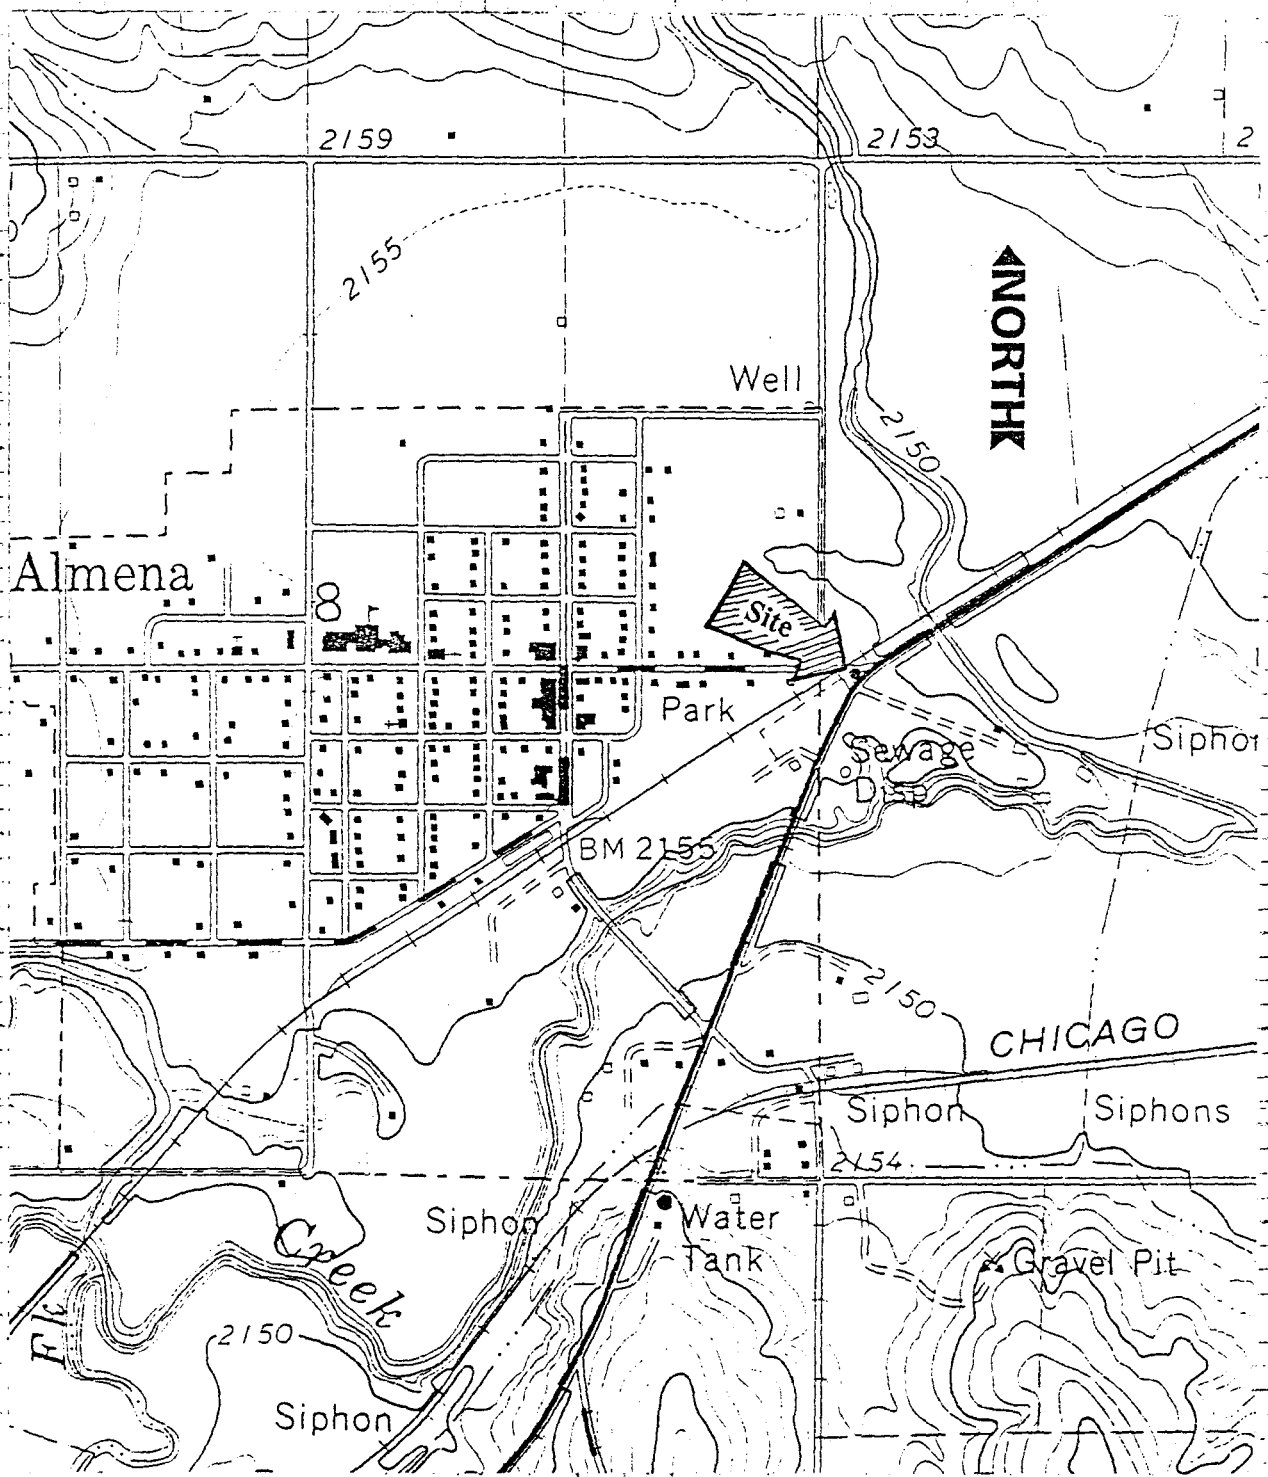 2159
2153
2
2155
NORTH
Well
2150
Almena
8
Site
Park
Siphon
Sewage
Disp
BM 2155
2150
CHICAGO
Siphon
Siphons
2154
Siphon
Water
Tank
Creek
Gravel Pit
Fk
2150
Siphon